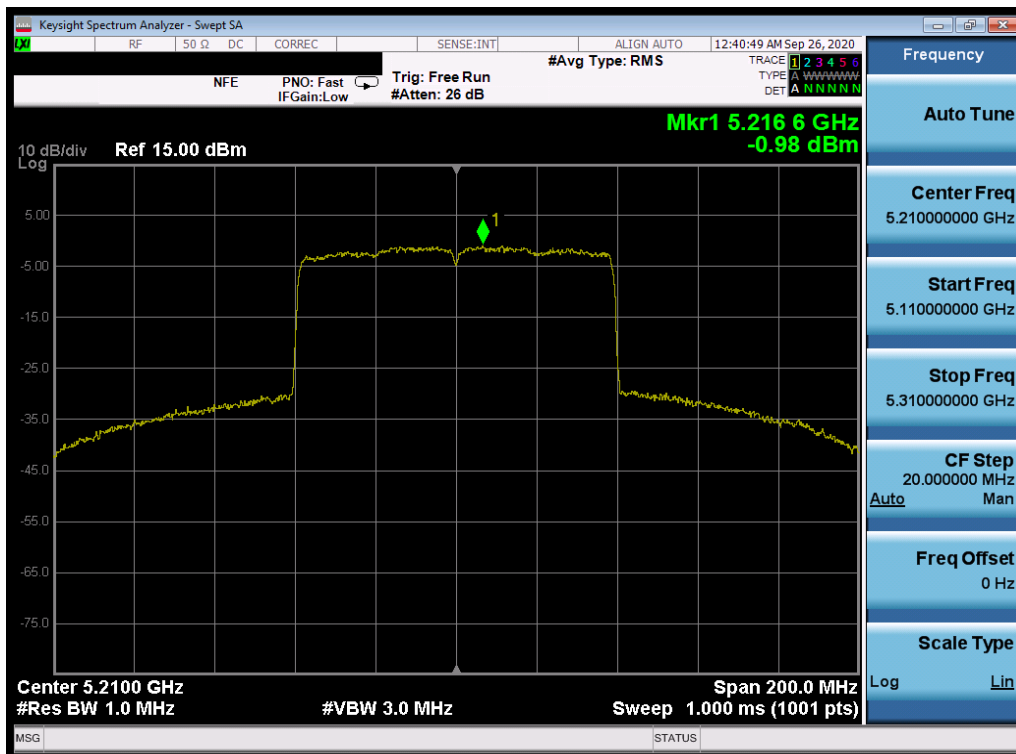 Keysight Spectrum Analyzer - Swept SA
LXI RF 50 Ω DC CORREC SENSE:INT ALIGN AUTO 12:40:49 AM Sep 26, 2020
NFE PNO: Fast Trig: Free Run #Avg Type: RMS TRACE 1 2 3 4 5 6
IFGain:Low #Atten: 26 dB TYPE A WWWWW
DET A N N N N N
Mkr1 5.216 6 GHz
-0.98 dBm
10 dB/div Ref 15.00 dBm
Log
1
5.00
-5.00
-15.0
-25.0
-35.0
-45.0
-55.0
-65.0
-75.0
Center 5.2100 GHz Span 200.0 MHz
#Res BW 1.0 MHz #VBW 3.0 MHz Sweep 1.000 ms (1001 pts)
MSG STATUS
Frequency
Auto Tune
Center Freq
5.210000000 GHz
Start Freq
5.110000000 GHz
Stop Freq
5.310000000 GHz
CF Step
20.000000 MHz
Auto Man
Freq Offset
0 Hz
Scale Type
Log Lin